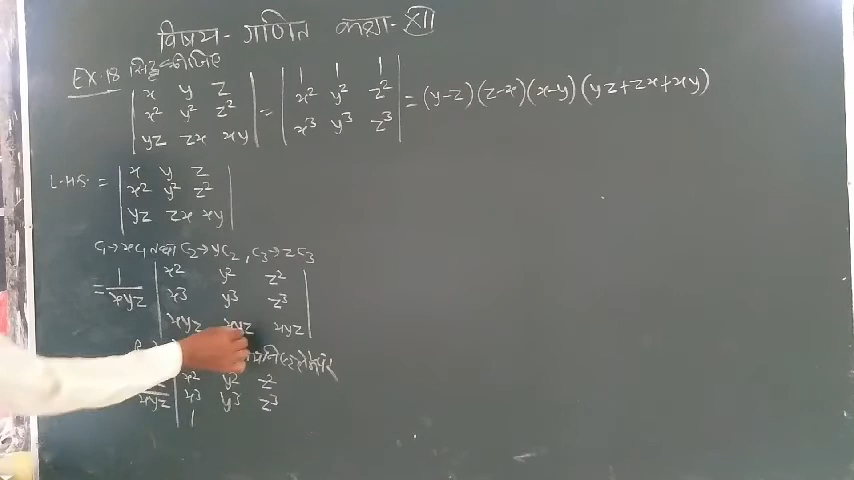 विषय- गणित कक्षा-XII
EX.18 सिद्ध कीजिए
| x y z | | 1 1 1 |
| x² y² z² | = | x² y² z² | = (y-z)(z-x)(x-y)(yz+zx+xy)
| yz zx xy | | x³ y³ z³ |
L.H.S. = | x y z |
| x² y² z² |
| yz zx xy |
C₁→xC₁ तथा C₂→yC₂, C₃→zC₃
= 1/xyz | x² y² z² |
| x³ y³ z³ |
| xyz xyz xyz |
xyz | x² y² z²
x³ y³ z³
1